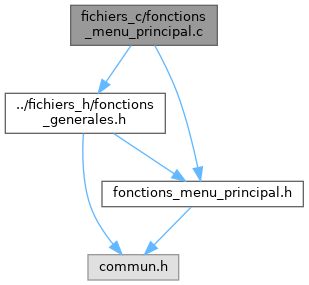 fichiers_c/fonctions
_menu_principal.c
../fichiers_h/fonctions
_generales.h
fonctions_menu_principal.h
commun.h